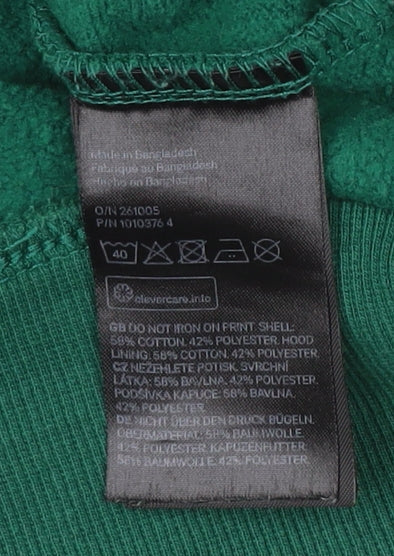 Made in Bangladesh
Fabriqué au Bangladesh
Hecho en Bangladesh
O/N 261005
P/N 1010376 4
40
clevercare.info
GB DO NOT IRON ON PRINT. SHELL:
58% COTTON. 42% POLYESTER. HOOD
LINING: 58% COTTON. 42% POLYESTER.
CZ NEŽEHLETE POTISK. SVRCHNÍ
LÁTKA: 58% BAVLNA. 42% POLYESTER.
PODŠÍVKA KAPUCE: 58% BAVLNA.
42% POLYESTER.
DE NICHT ÜBER DEN DRUCK BÜGELN.
OBERMATERIAL: 58% BAUMWOLLE.
42% POLYESTER. KAPUZENFUTTER:
58% BAUMWOLLE. 42% POLYESTER.